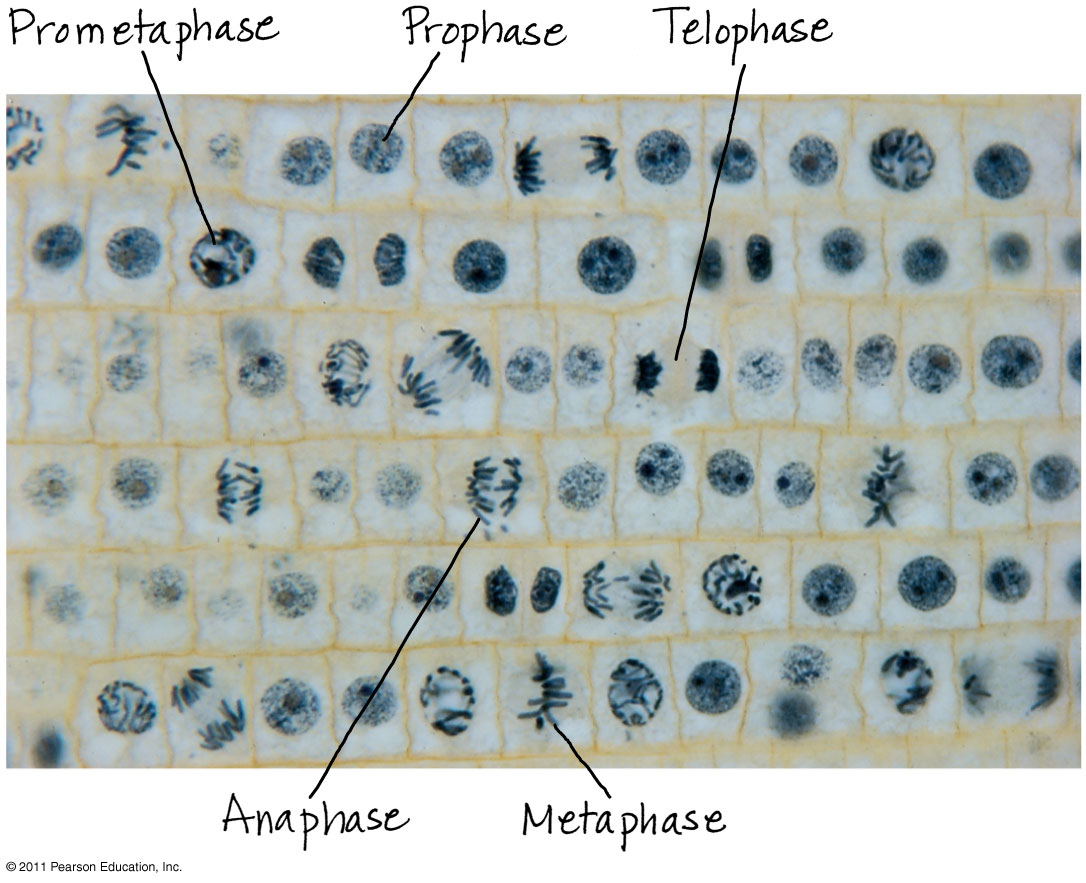 Prometaphase
Prophase
Telophase
Anaphase
Metaphase
© 2011 Pearson Education, Inc.